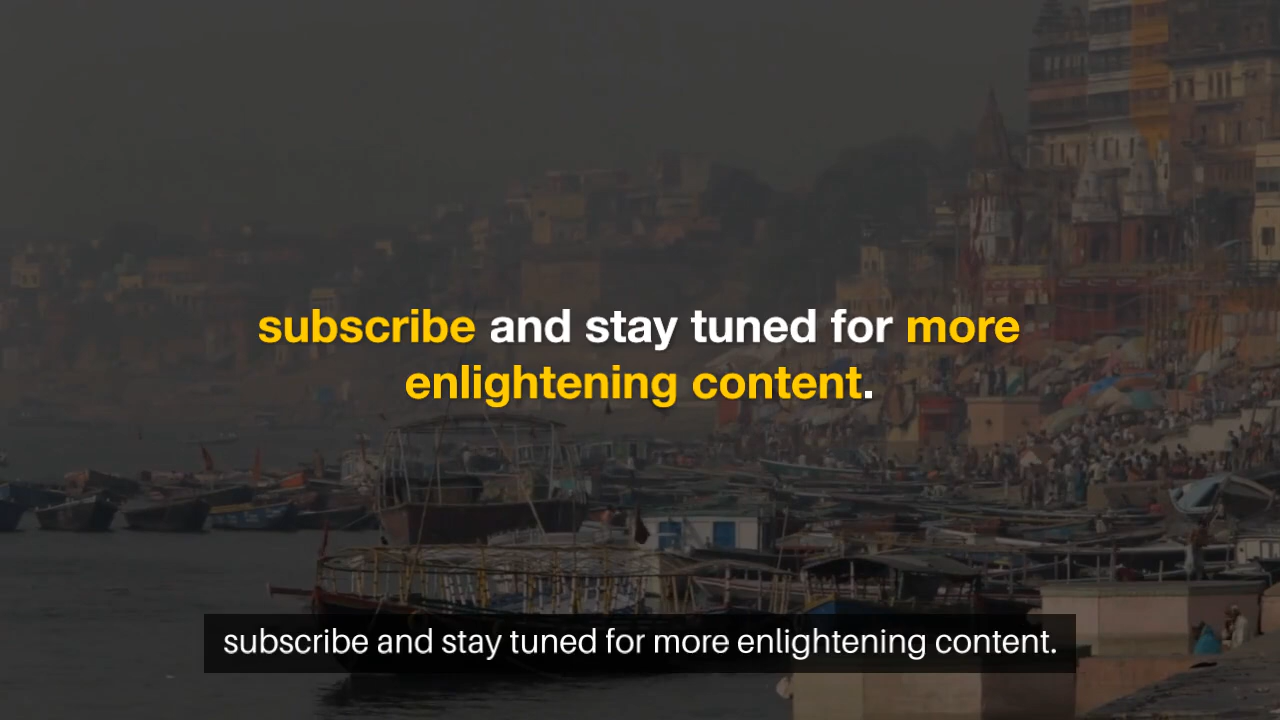 subscribe and stay tuned for more
enlightening content.
subscribe and stay tuned for more enlightening content.